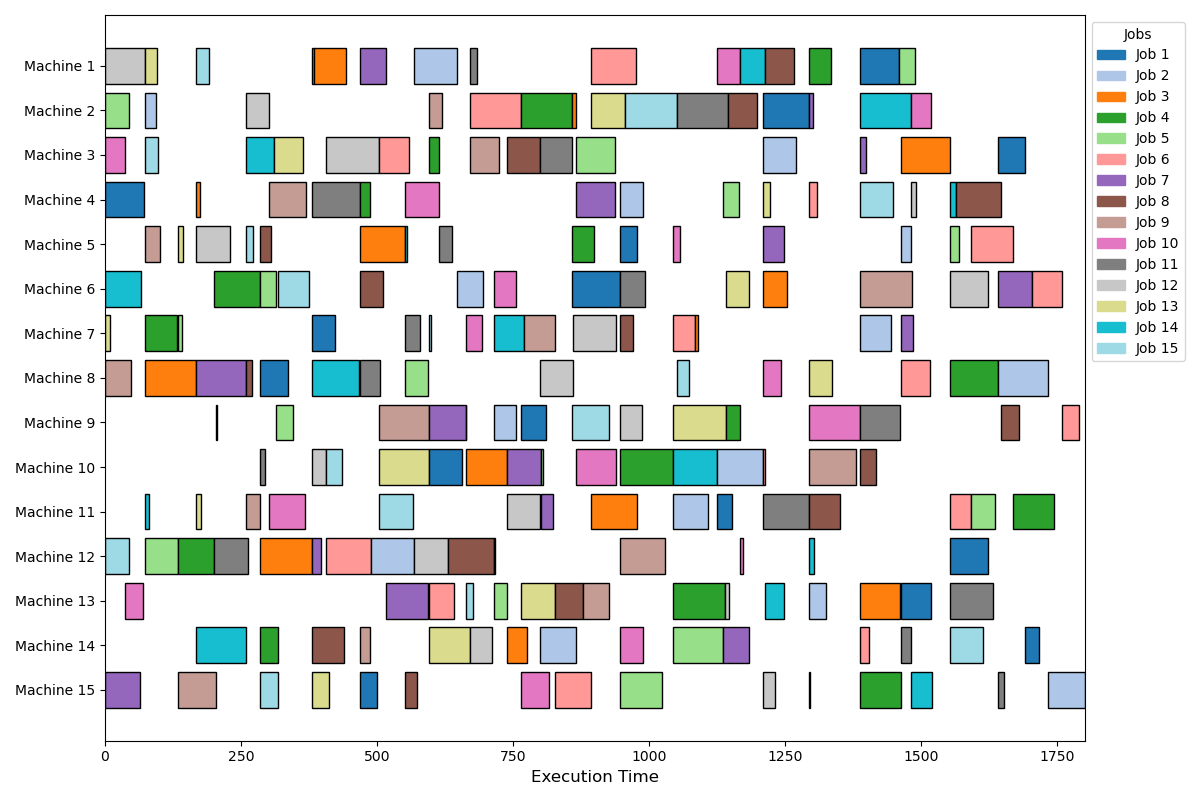 Machine 1
Machine 2
Machine 3
Machine 4
Machine 5
Machine 6
Machine 7
Machine 8
Machine 9
Machine 10
Machine 11
Machine 12
Machine 13
Machine 14
Machine 15
0 250 500 750 1000 1250 1500 1750
Execution Time
Jobs
Job 1
Job 2
Job 3
Job 4
Job 5
Job 6
Job 7
Job 8
Job 9
Job 10
Job 11
Job 12
Job 13
Job 14
Job 15